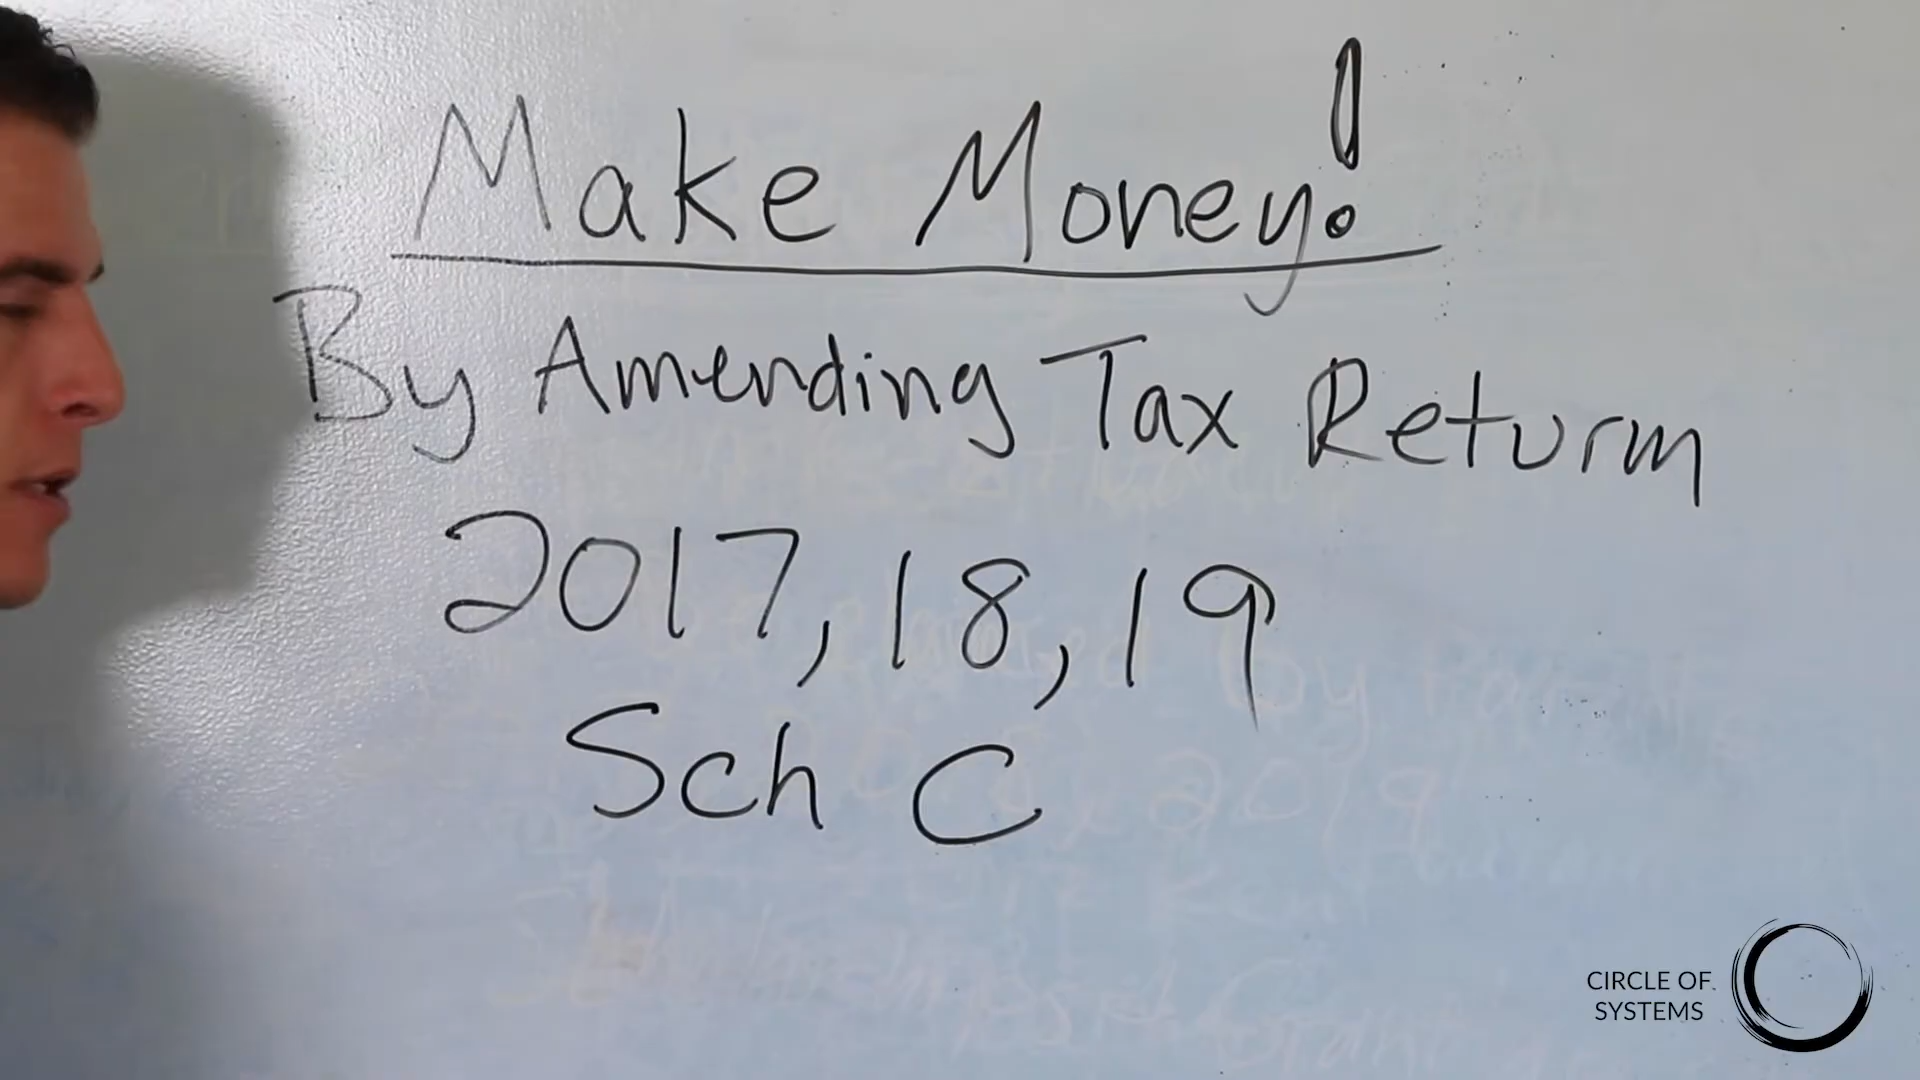 Make Money!
By Amending Tax Return
2017, 18, 19
Sch C
CIRCLE OF
SYSTEMS